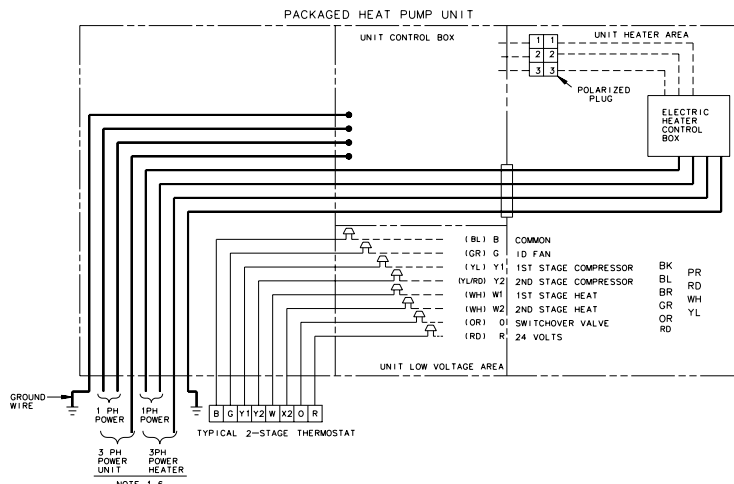 PACKAGED HEAT PUMP UNIT
UNIT CONTROL BOX
UNIT HEATER AREA
1 1
2 2
3 3
POLARIZED
PLUG
ELECTRIC
HEATER
CONTROL
BOX
(BL) B COMMON
(GR) G ID FAN
(YL) Y1 1ST STAGE COMPRESSOR
(YL/RD) Y2 2ND STAGE COMPRESSOR
(WH) W1 1ST STAGE HEAT
(WH) W2 2ND STAGE HEAT
(OR) O SWITCHOVER VALVE
(RD) R 24 VOLTS
BK
BL
BR
GR
OR
RD
PR
RD
WH
YL
UNIT LOW VOLTAGE AREA
GROUND
WIRE
1 PH
POWER
1PH
POWER
3 PH
POWER
UNIT
3PH
POWER
HEATER
B G Y1 Y2 W X2 O R
TYPICAL 2-STAGE THERMOSTAT
NOTE 1,6